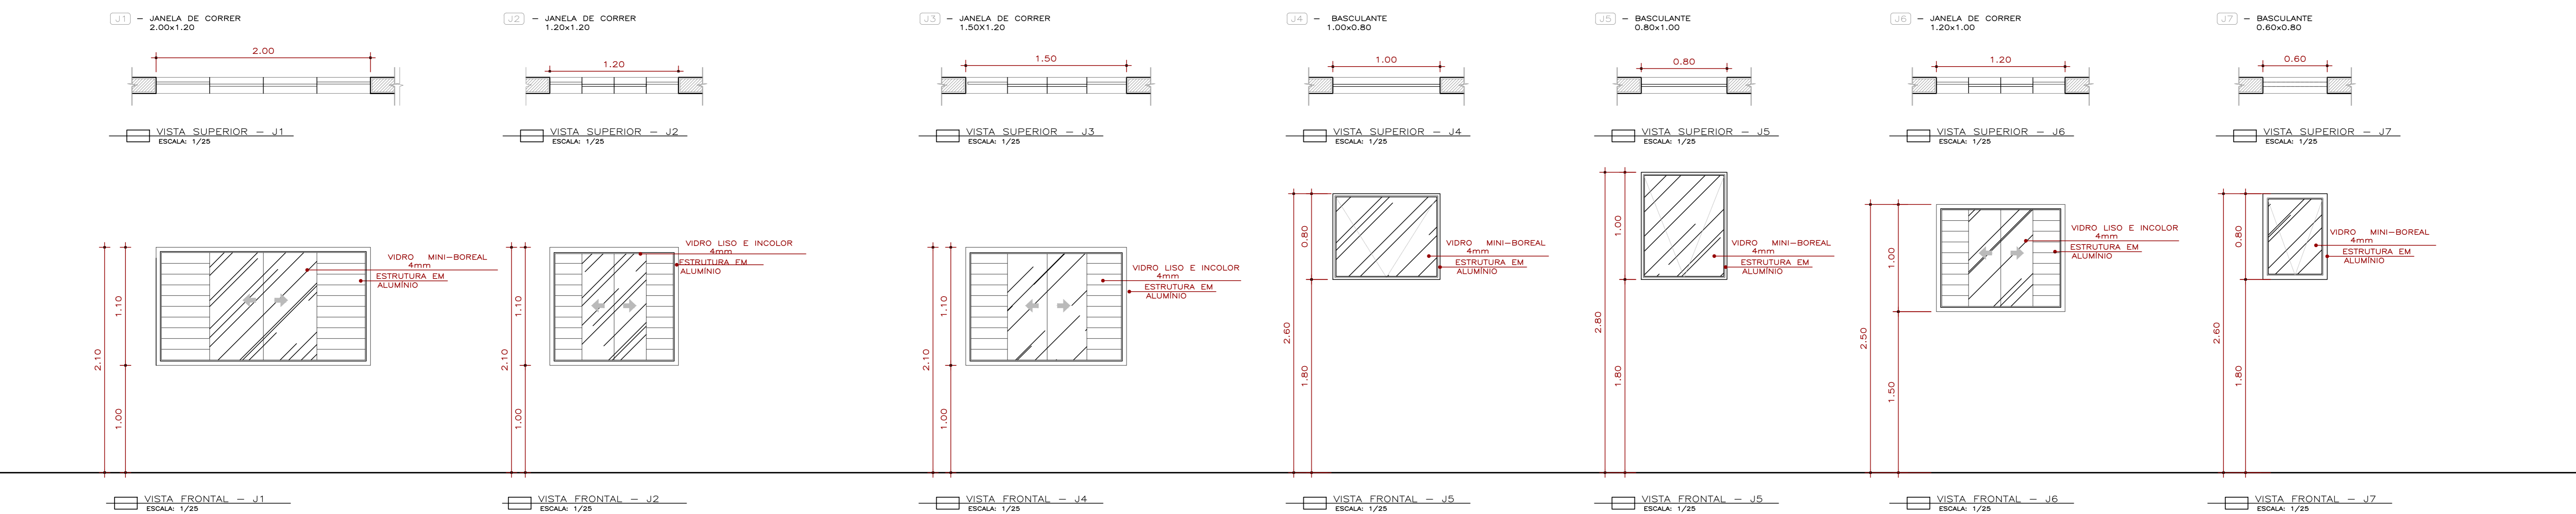 J1 – JANELA DE CORRER
2.00x1.20
2.00
VISTA SUPERIOR – J1
ESCALA: 1/25
VIDRO MINI-BOREAL
4mm
ESTRUTURA EM
ALUMÍNIO
1.10
2.10
1.00
VISTA FRONTAL – J1
ESCALA: 1/25
J2 – JANELA DE CORRER
1.20x1.20
1.20
VISTA SUPERIOR – J2
ESCALA: 1/25
VIDRO LISO E INCOLOR
4mm
ESTRUTURA EM
ALUMÍNIO
1.10
2.10
1.00
VISTA FRONTAL – J2
ESCALA: 1/25
J3 – JANELA DE CORRER
1.50X1.20
1.50
VISTA SUPERIOR – J3
ESCALA: 1/25
VIDRO LISO E INCOLOR
4mm
ESTRUTURA EM
ALUMÍNIO
1.10
2.10
1.00
VISTA FRONTAL – J4
ESCALA: 1/25
J4 – BASCULANTE
1.00x0.80
1.00
VISTA SUPERIOR – J4
ESCALA: 1/25
0.80
VIDRO MINI-BOREAL
4mm
ESTRUTURA EM
ALUMÍNIO
2.60
1.80
VISTA FRONTAL – J5
ESCALA: 1/25
J5 – BASCULANTE
0.80x1.00
0.80
VISTA SUPERIOR – J5
ESCALA: 1/25
1.00
VIDRO MINI-BOREAL
4mm
ESTRUTURA EM
ALUMÍNIO
2.80
1.80
VISTA FRONTAL – J5
ESCALA: 1/25
J6 – JANELA DE CORRER
1.20x1.00
1.20
VISTA SUPERIOR – J6
ESCALA: 1/25
VIDRO LISO E INCOLOR
4mm
ESTRUTURA EM
ALUMÍNIO
1.00
2.50
1.50
VISTA FRONTAL – J6
ESCALA: 1/25
J7 – BASCULANTE
0.60x0.80
0.60
VISTA SUPERIOR – J7
ESCALA: 1/25
0.80
VIDRO MINI-BOREAL
4mm
ESTRUTURA EM
ALUMÍNIO
2.60
1.80
VISTA FRONTAL – J7
ESCALA: 1/25